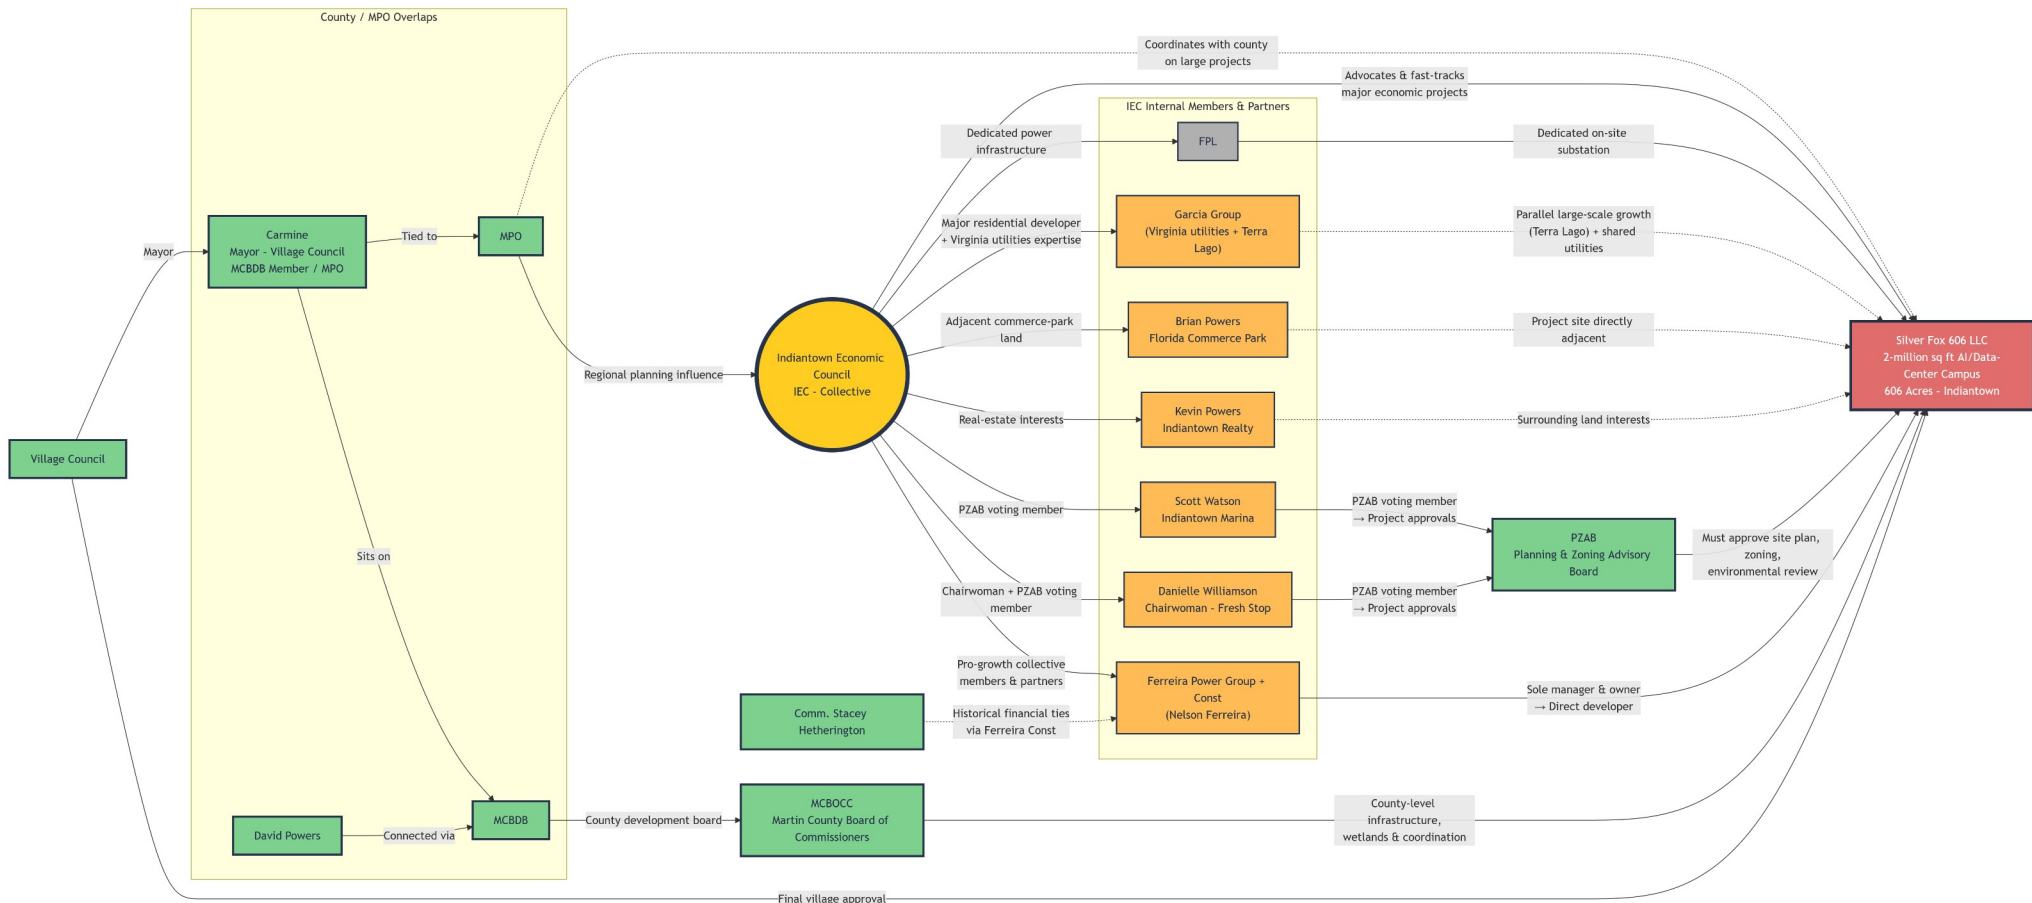 County / MPO Overlaps
Coordinates with county
on large projects
Advocates & fast-tracks
major economic projects
IEC Internal Members & Partners
Dedicated power
infrastructure
FPL
Dedicated on-site
substation
Mayor
Carmine
Mayor - Village Council
MCBDB Member / MPO
Tied to
MPO
Major residential developer
+ Virginia utilities expertise
Garcia Group
(Virginia utilities + Terra
Lago)
Parallel large-scale growth
(Terra Lago) + shared
utilities
Adjacent commerce-park
land
Brian Powers
Florida Commerce Park
Project site directly
adjacent
Silver Fox 606 LLC
2-million sq ft AI/Data-
Center Campus
606 Acres - Indiantown
Regional planning influence
Indiantown Economic
Council
IEC - Collective
Real-estate interests
Kevin Powers
Indiantown Realty
Surrounding land interests
Village Council
PZAB voting member
Scott Watson
Indiantown Marina
PZAB voting member
→ Project approvals
PZAB
Planning & Zoning Advisory
Board
Must approve site plan,
zoning,
environmental review
Sits on
Chairwoman + PZAB voting
member
Danielle Williamson
Chairwoman - Fresh Stop
PZAB voting member
→ Project approvals
Pro-growth collective
members & partners
Ferreira Power Group +
Const
(Nelson Ferreira)
Sole manager & owner
→ Direct developer
Comm. Stacey
Hetherington
Historical financial ties
via Ferreira Const
David Powers
Connected via
MCBDB
County development board
MCBOCC
Martin County Board of
Commissioners
County-level
infrastructure,
wetlands & coordination
Final village approval